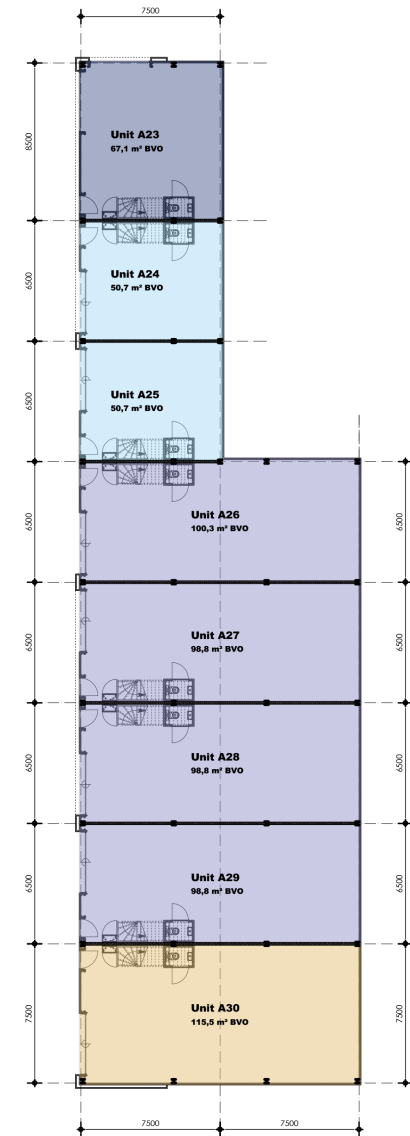 7500
8500
Unit A23
67,1 m² BVO
6500
Unit A24
50,7 m² BVO
6500
Unit A25
50,7 m² BVO
6500
Unit A26
100,3 m² BVO
6500
6500
Unit A27
98,8 m² BVO
6500
6500
Unit A28
98,8 m² BVO
6500
6500
Unit A29
98,8 m² BVO
6500
7500
Unit A30
115,5 m² BVO
7500
7500
7500